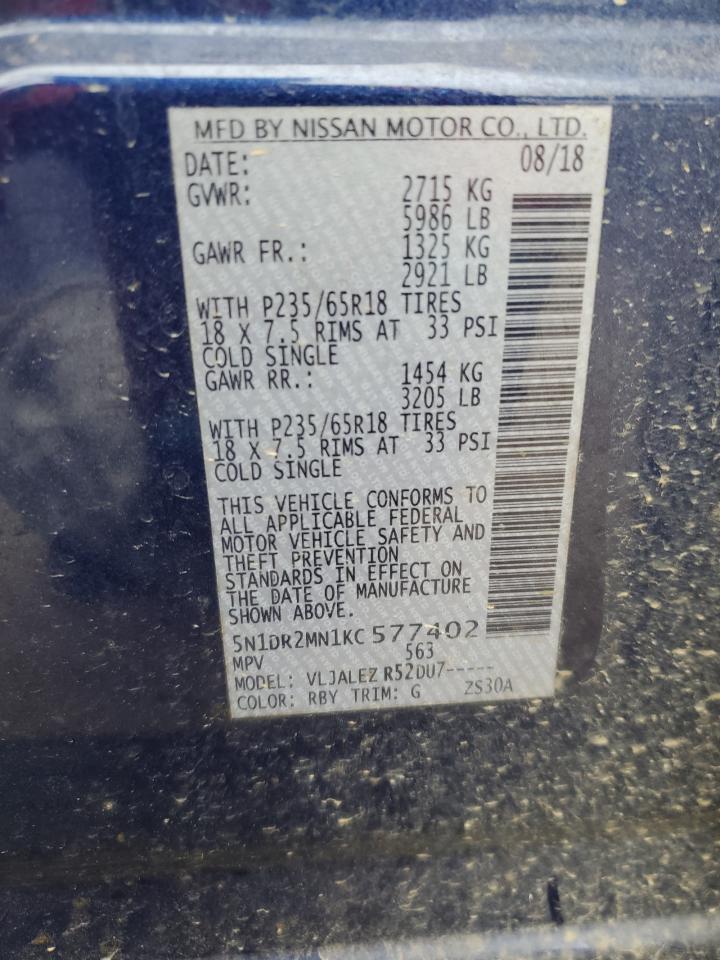 MFD BY NISSAN MOTOR CO., LTD.
DATE: 08/18
GVWR: 2715 KG
5986 LB
GAWR FR.: 1325 KG
2921 LB
WITH P235/65R18 TIRES
18 X 7.5 RIMS AT 33 PSI
COLD SINGLE
GAWR RR.: 1454 KG
3205 LB
WITH P235/65R18 TIRES
18 X 7.5 RIMS AT 33 PSI
COLD SINGLE
THIS VEHICLE CONFORMS TO
ALL APPLICABLE FEDERAL
MOTOR VEHICLE SAFETY AND
THEFT PREVENTION
STANDARDS IN EFFECT ON
THE DATE OF MANUFACTURE
SHOWN ABOVE.
5N1DR2MN1KC 577402
MPV 563
MODEL: VLJALEZ R52DU7-----
COLOR: RBY TRIM: G ZS30A